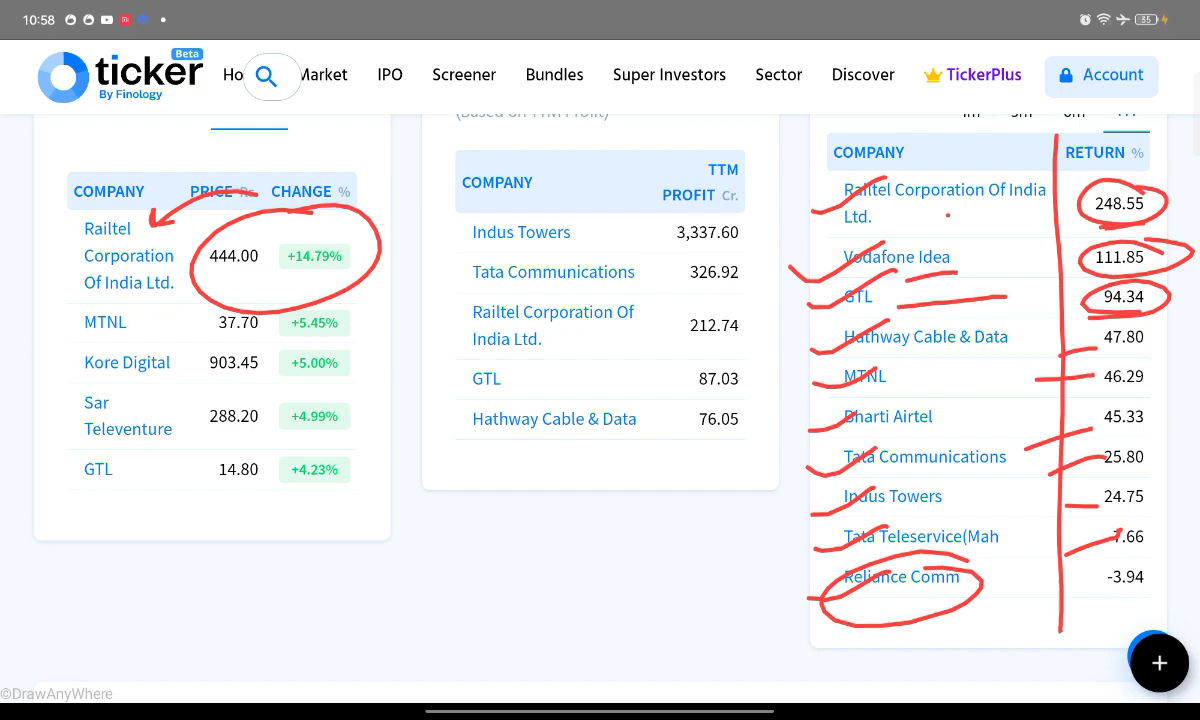 10:58
35
ticker
Beta
By Finology
Ho
Market
IPO
Screener
Bundles
Super Investors
Sector
Discover
TickerPlus
Account
COMPANY PRICE Rs. CHANGE %
Railtel
Corporation
Of India Ltd.
444.00
+14.79%
MTNL 37.70 +5.45%
Kore Digital 903.45 +5.00%
Sar
Televenture
288.20
+4.99%
GTL 14.80 +4.23%
(Based on TTM Profit)
COMPANY
TTM
PROFIT Cr.
Indus Towers 3,337.60
Tata Communications 326.92
Railtel Corporation Of
India Ltd.
212.74
GTL 87.03
Hathway Cable & Data 76.05
COMPANY RETURN %
Railtel Corporation Of India
Ltd.
248.55
Vodafone Idea 111.85
GTL 94.34
Hathway Cable & Data 47.80
MTNL 46.29
Bharti Airtel 45.33
Tata Communications 25.80
Indus Towers 24.75
Tata Teleservice(Mah 7.66
Reliance Comm -3.94
+
©DrawAnyWhere